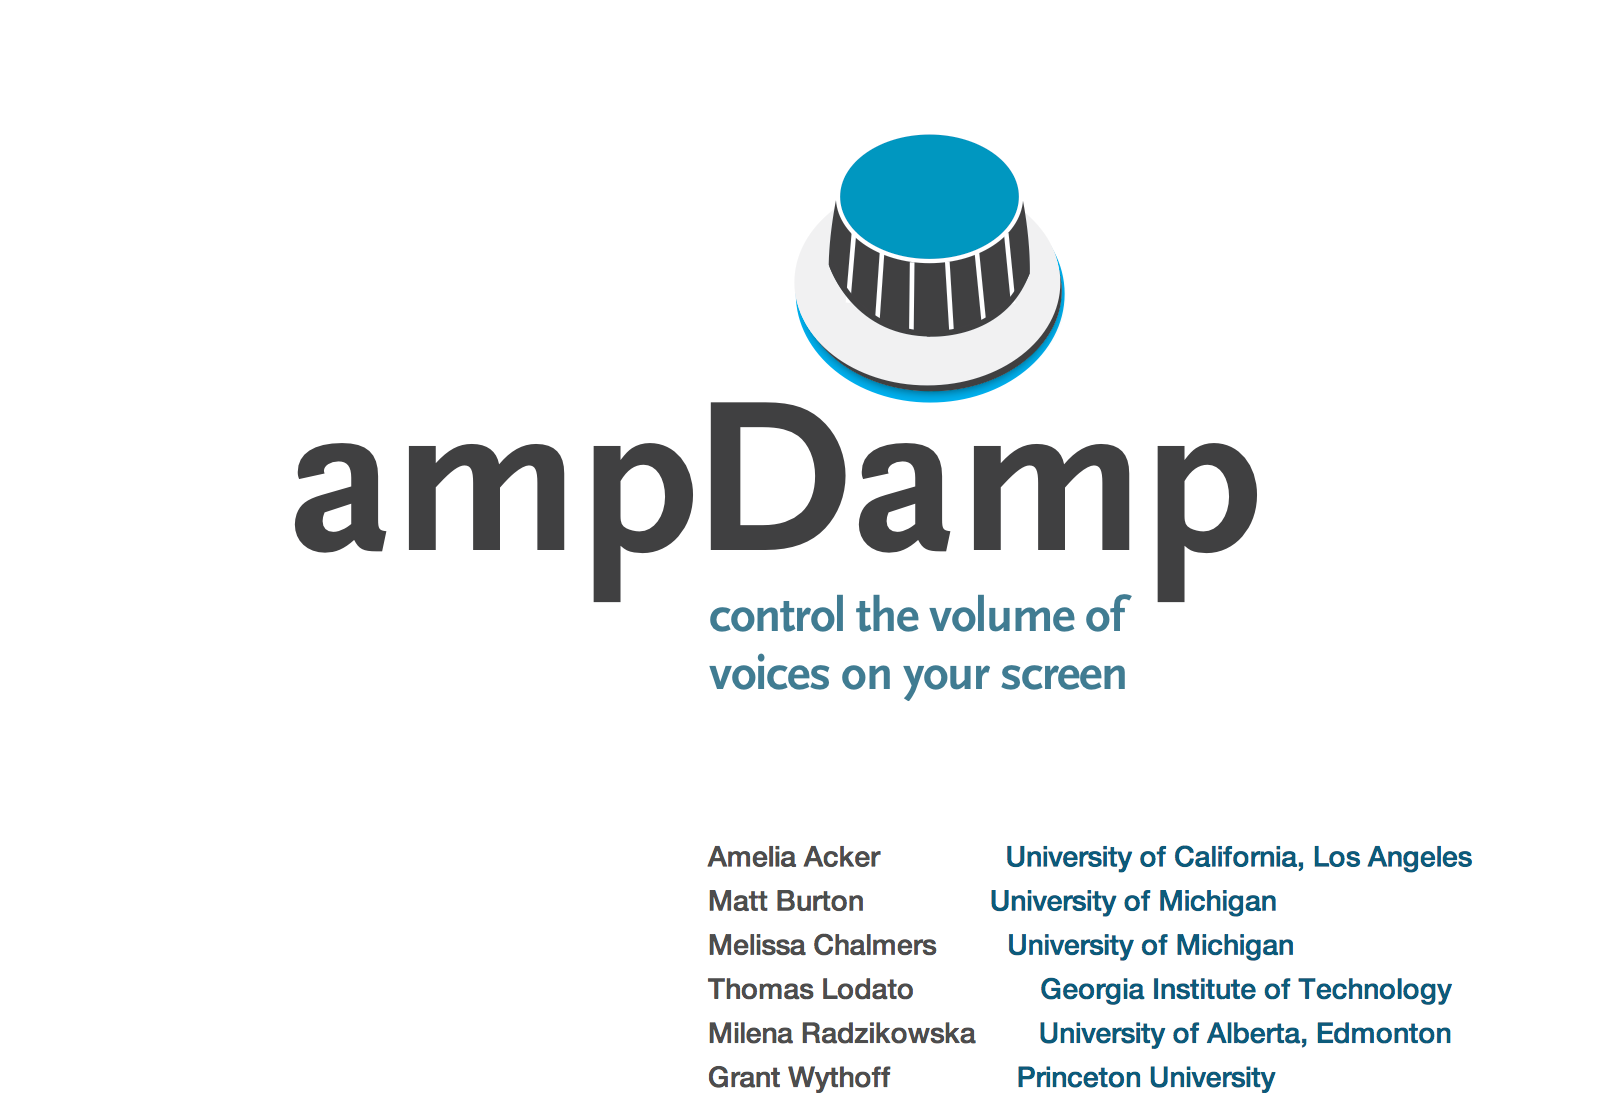 ampDamp
control the volume of
voices on your screen
Amelia Acker University of California, Los Angeles
Matt Burton University of Michigan
Melissa Chalmers University of Michigan
Thomas Lodato Georgia Institute of Technology
Milena Radzikowska University of Alberta, Edmonton
Grant Wythoff Princeton University